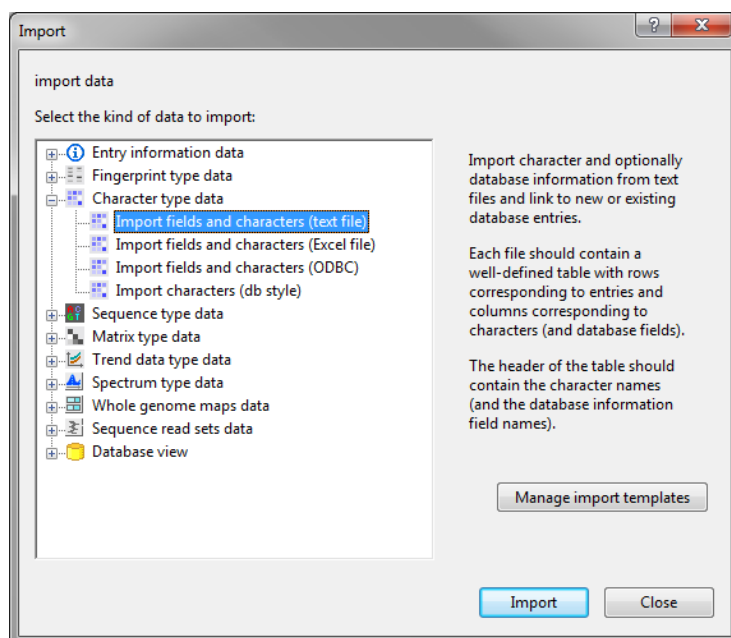 Import
import data
Select the kind of data to import:
Entry information data
Fingerprint type data
Character type data
Import fields and characters (text file)
Import fields and characters (Excel file)
Import fields and characters (ODBC)
Import characters (db style)
Sequence type data
Matrix type data
Trend data type data
Spectrum type data
Whole genome maps data
Sequence read sets data
Database view
Import character and optionally
database information from text
files and link to new or existing
database entries.
Each file should contain a
well-defined table with rows
corresponding to entries and
columns corresponding to
characters (and database fields).
The header of the table should
contain the character names
(and the database information
field names).
Manage import templates
Import
Close